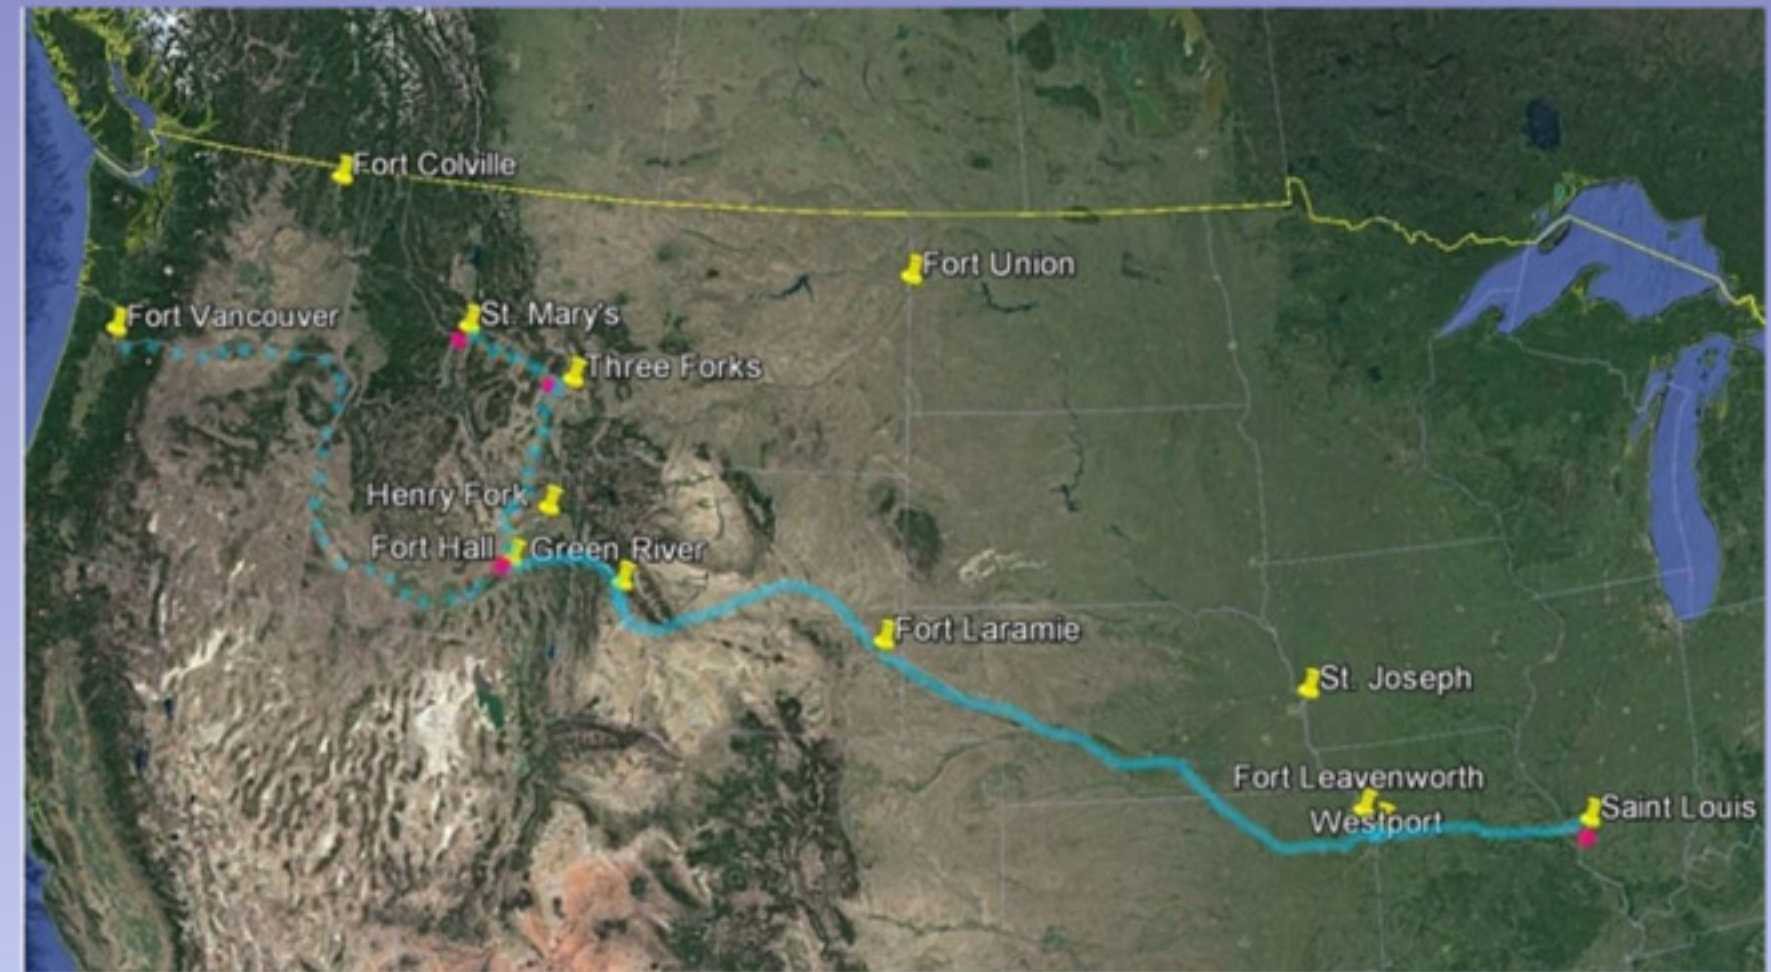 Fort Colville
Fort Union
Fort Vancouver
St. Mary's
Three Forks
Henry Fork
Fort Hall
Green River
Fort Laramie
St. Joseph
Fort Leavenworth
Westport
Saint Louis